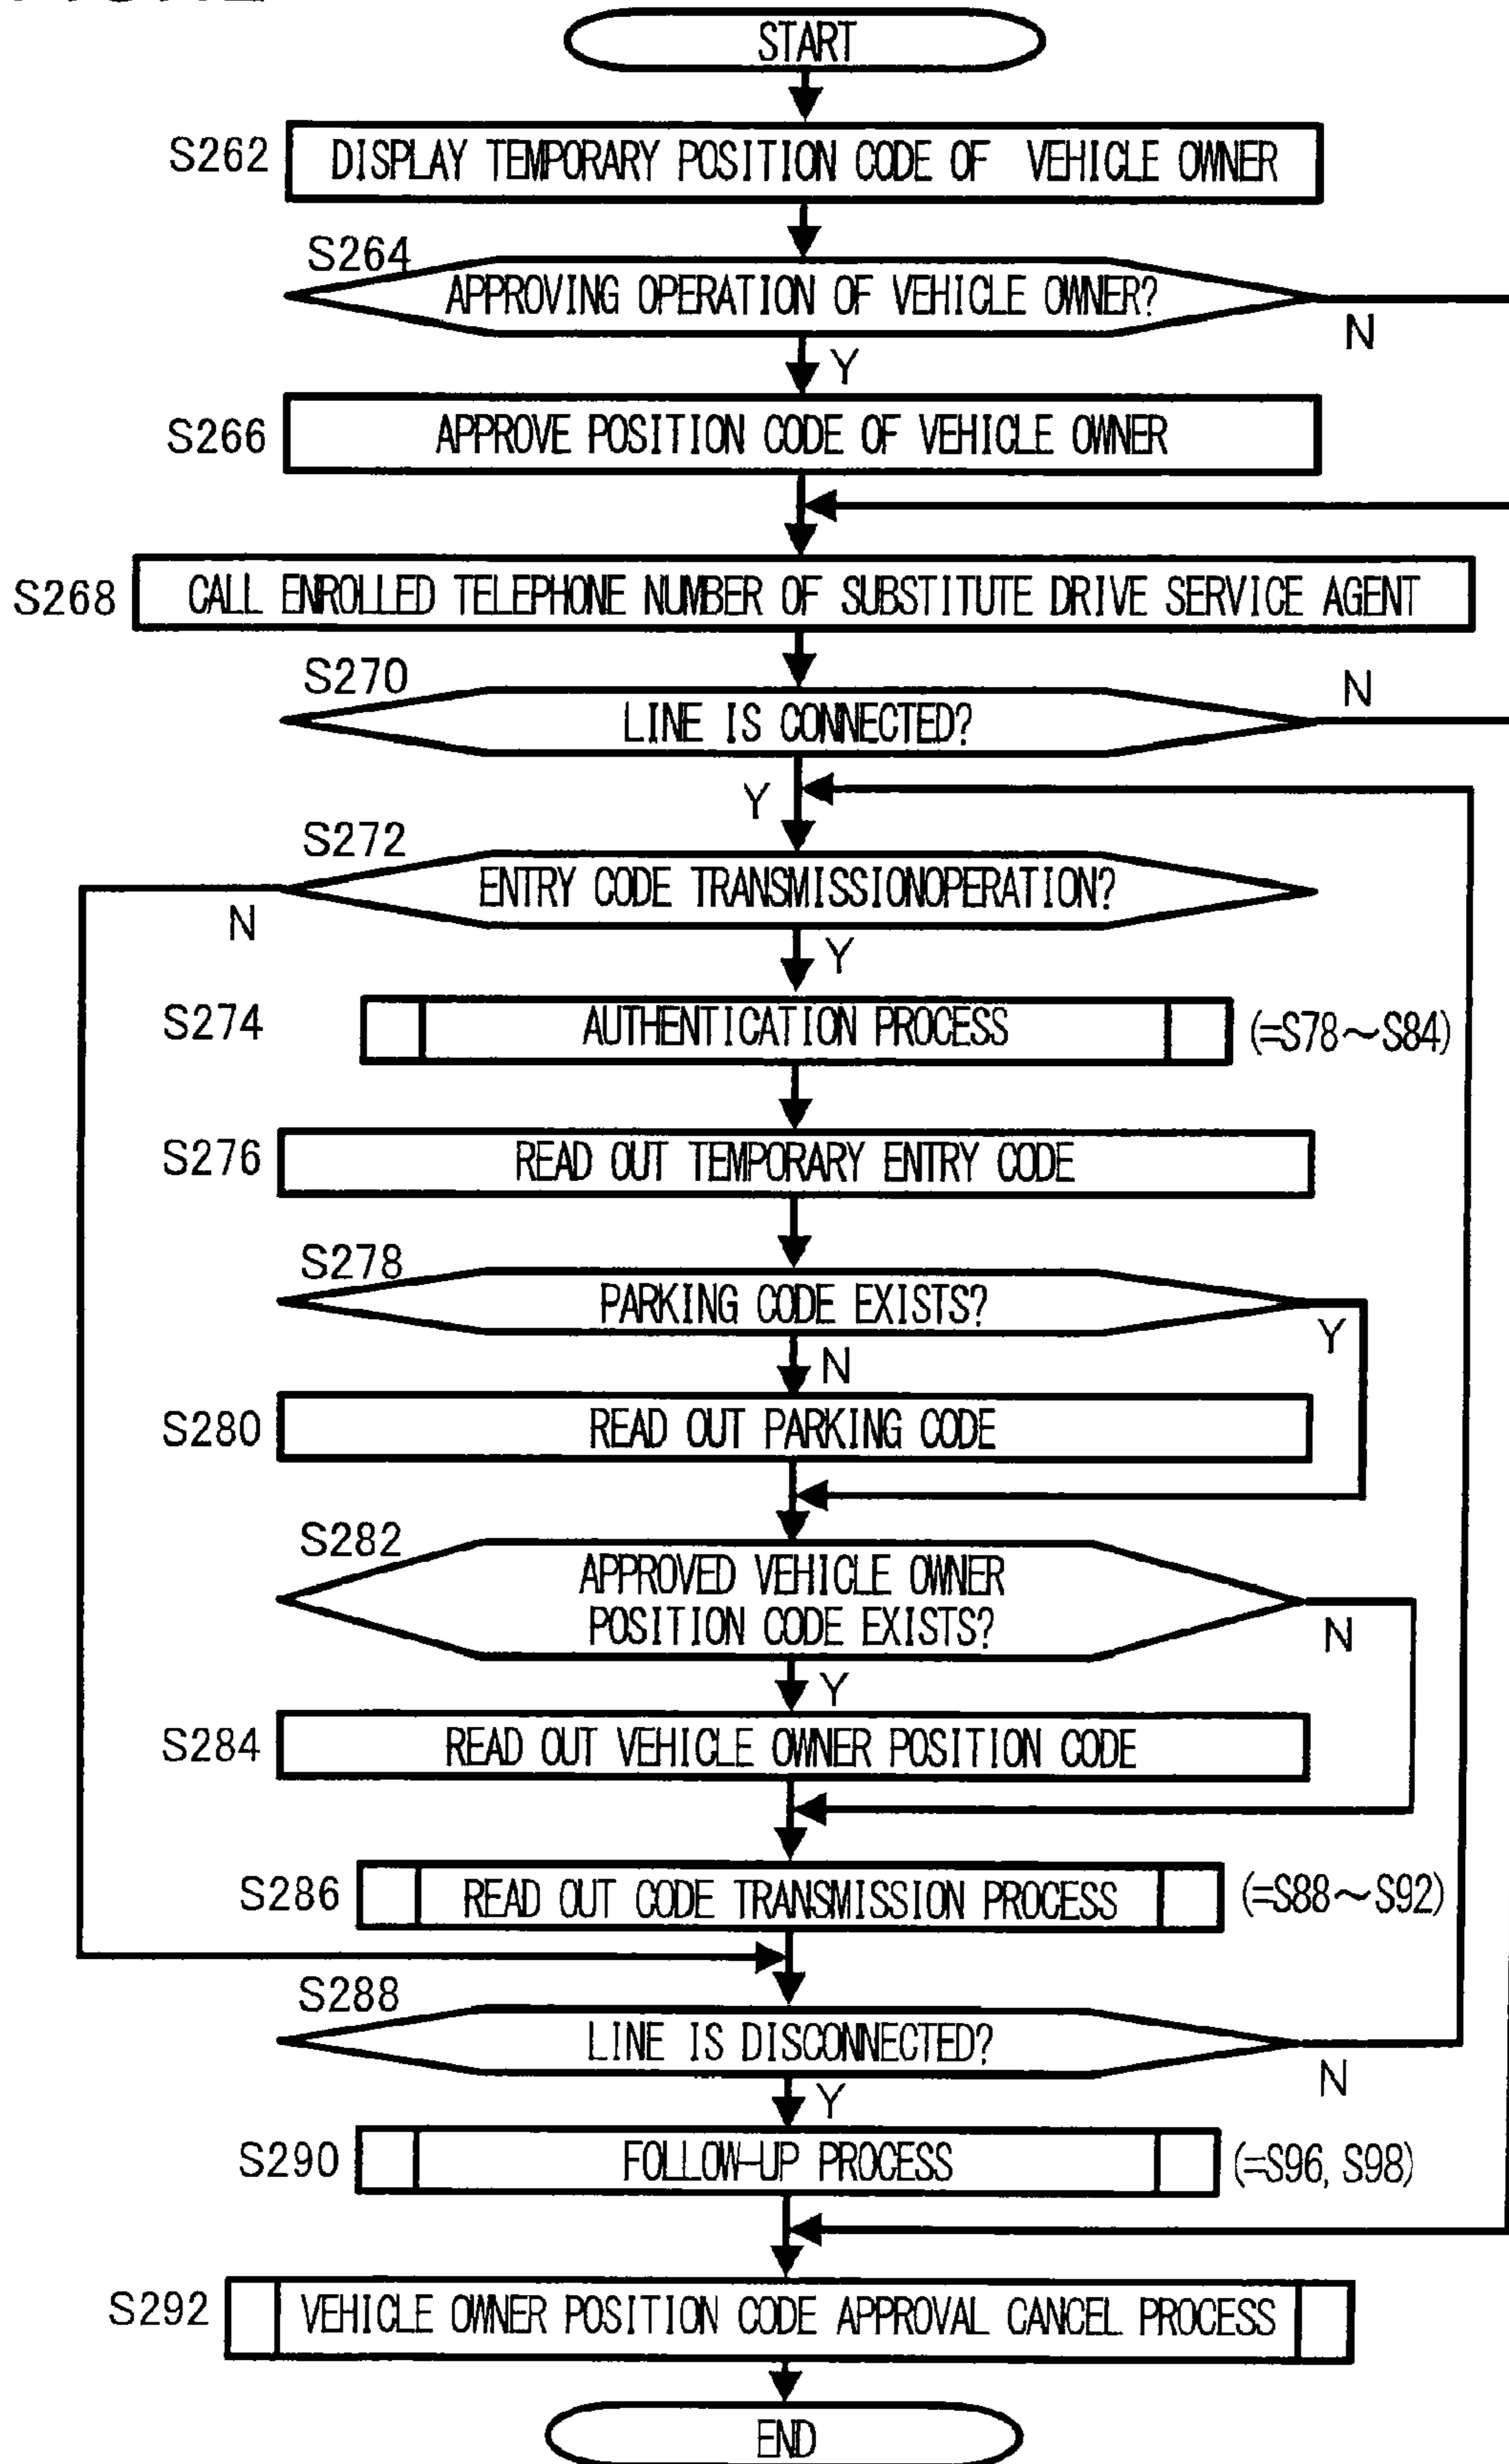 START
S262
DISPLAY TEMPORARY POSITION CODE OF VEHICLE OWNER
S264
APPROVING OPERATION OF VEHICLE OWNER?
N
Y
S266
APPROVE POSITION CODE OF VEHICLE OWNER
S268
CALL ENROLLED TELEPHONE NUMBER OF SUBSTITUTE DRIVE SERVICE AGENT
S270
LINE IS CONNECTED?
N
Y
S272
ENTRY CODE TRANSMISSIONOPERATION?
N
Y
S274
AUTHENTICATION PROCESS
(=S78~S84)
S276
READ OUT TEMPORARY ENTRY CODE
S278
PARKING CODE EXISTS?
Y
N
S280
READ OUT PARKING CODE
S282
APPROVED VEHICLE OWNER
POSITION CODE EXISTS?
N
Y
S284
READ OUT VEHICLE OWNER POSITION CODE
S286
READ OUT CODE TRANSMISSION PROCESS
(=S88~S92)
S288
LINE IS DISCONNECTED?
N
Y
S290
FOLLOW-UP PROCESS
(=S96, S98)
S292
VEHICLE OWNER POSITION CODE APPROVAL CANCEL PROCESS
END